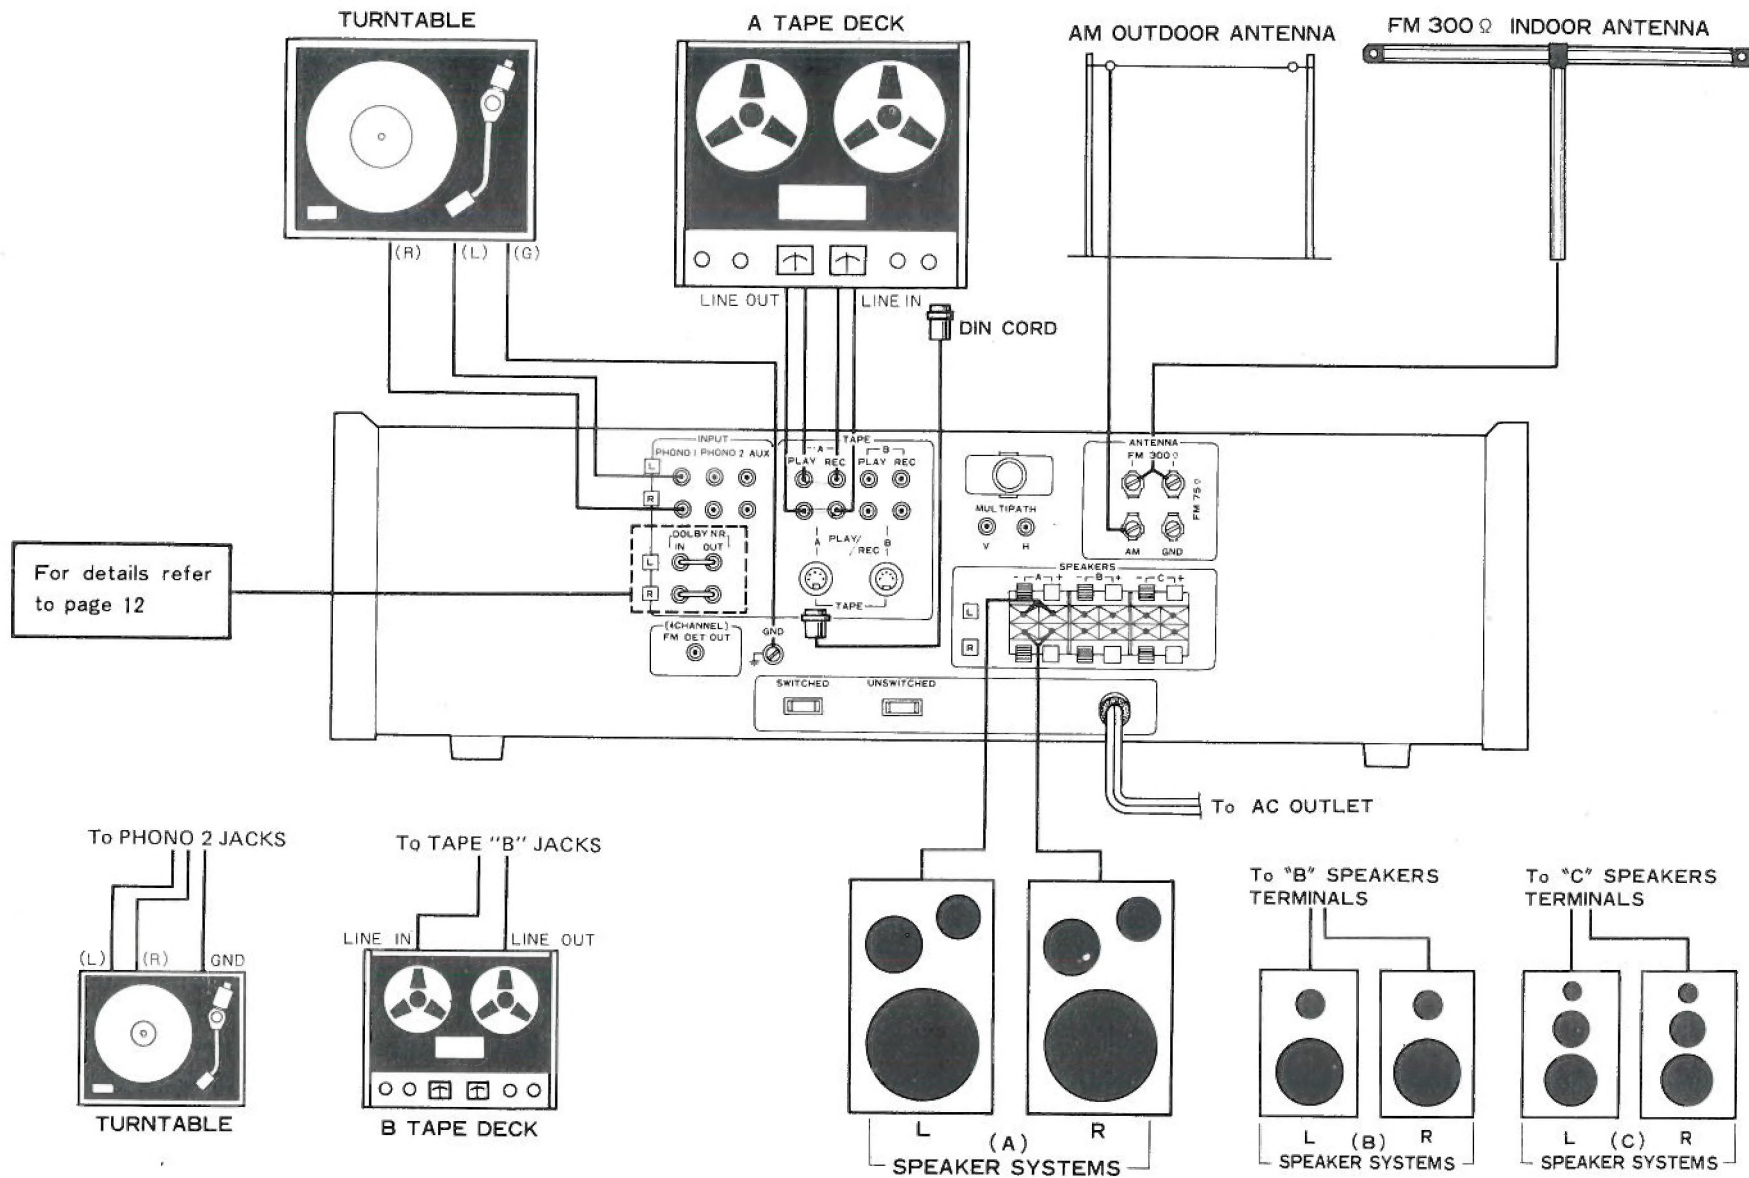 TURNTABLE
A TAPE DECK
AM OUTDOOR ANTENNA
FM 300 Ω INDOOR ANTENNA
(R)
(L)
(G)
LINE OUT
LINE IN
DIN CORD
INPUT
PHONO 1 PHONO 2 AUX
L
R
TAPE
A
B
PLAY REC
PLAY REC
MULTIPATH
V
H
ANTENNA
FM 300 Ω
FM 75 Ω
AM
GND
DOLBY NR.
IN OUT
L
R
A
PLAY/
/REC
B
TAPE
(4CHANNEL)
FM DET OUT
GND
SPEAKERS
- A +
- B +
- C +
L
R
SWITCHED
UNSWITCHED
For details refer
to page 12
To AC OUTLET
To PHONO 2 JACKS
(L)
(R)
GND
TURNTABLE
To TAPE "B" JACKS
LINE IN
LINE OUT
B TAPE DECK
L
(A)
R
SPEAKER SYSTEMS
To "B" SPEAKERS
TERMINALS
L
(B)
R
SPEAKER SYSTEMS
To "C" SPEAKERS
TERMINALS
L
(C)
R
SPEAKER SYSTEMS